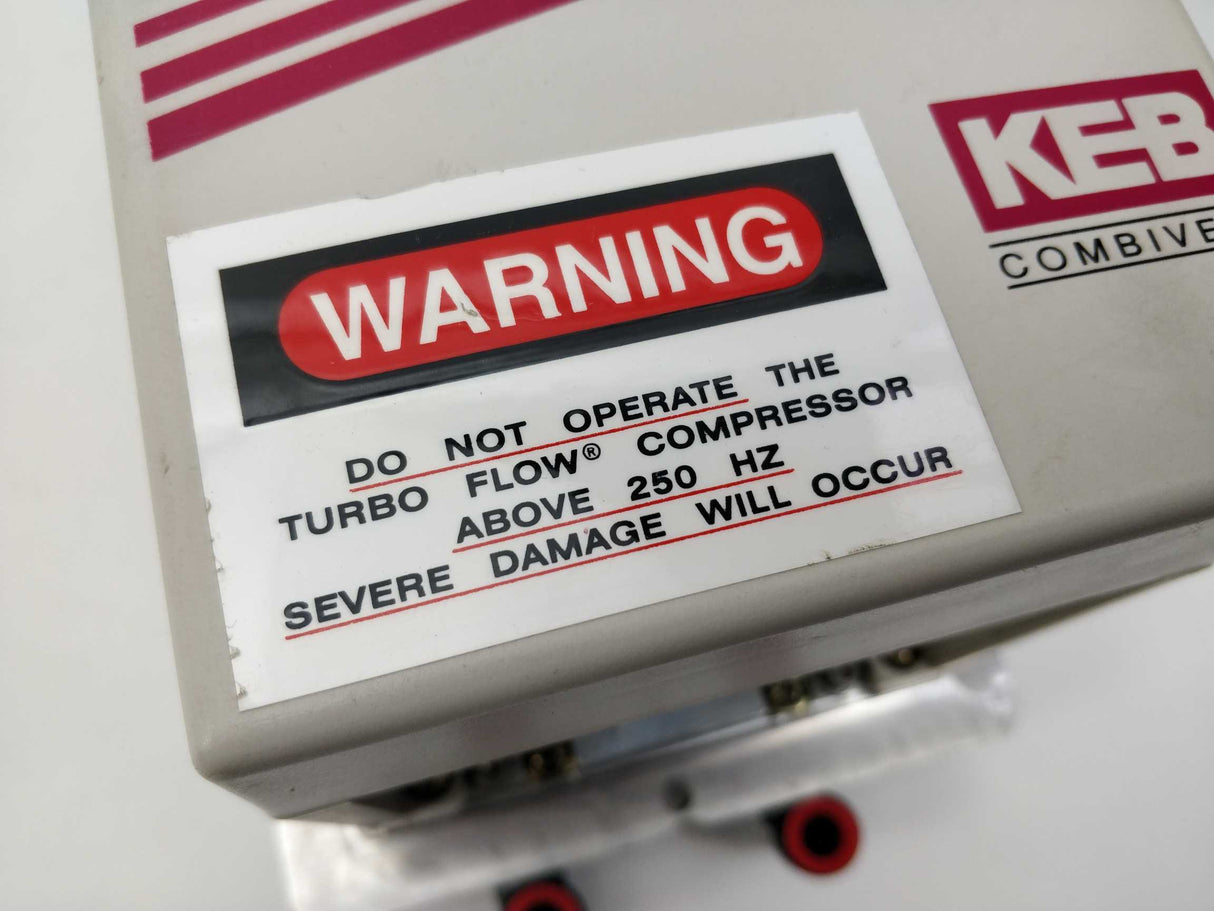 KEB
COMBIVE
WARNING
DO NOT OPERATE THE
TURBO FLOW® COMPRESSOR
ABOVE 250 HZ
SEVERE DAMAGE WILL OCCUR